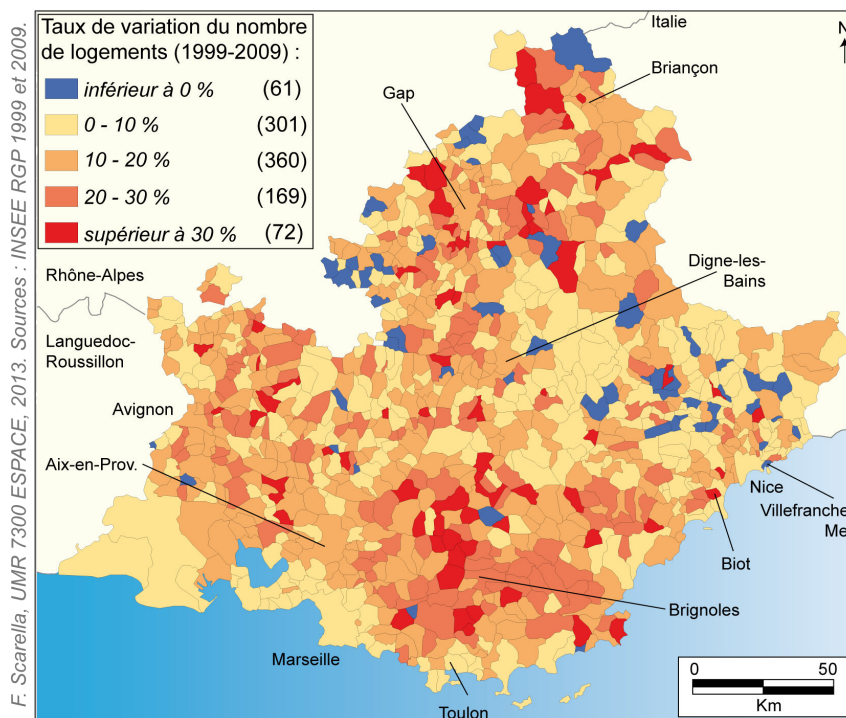 F. Scarella, UMR 7300 ESPACE, 2013. Sources : INSEE RGP 1999 et 2009.
Taux de variation du nombre
de logements (1999-2009) :
inférieur à 0 % (61)
0 - 10 % (301)
10 - 20 % (360)
20 - 30 % (169)
supérieur à 30 % (72)
Italie
N
Briançon
Gap
Rhône-Alpes
Digne-les-
Bains
Languedoc-
Roussillon
Avignon
Aix-en-Prov.
Nice
Villefranche
Me
Biot
Brignoles
Marseille
Toulon
0 50
Km